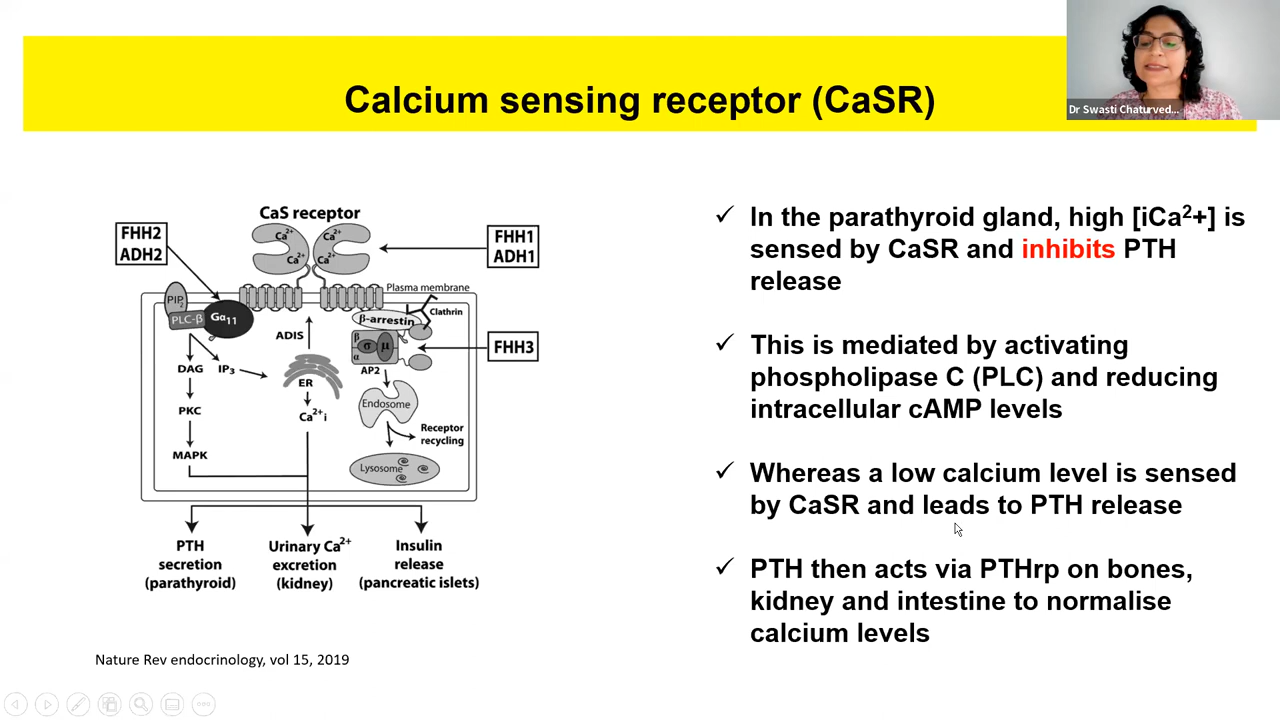 Calcium sensing receptor (CaSR)
Dr Swasti Chaturved...
CaS receptor
FHH2
ADH2
FHH1
ADH1
Ca2+
Ca2+
Ca2+
Ca2+
Plasma membrane
PIP2
PLC-β
Gα11
Clathrin
β-arrestin
ADIS
β
α
σ
μ
AP2
FHH3
DAG
IP3
ER
PKC
Ca2+i
Endosome
Receptor
recycling
MAPK
Lysosome
PTH
secretion
(parathyroid)
Urinary Ca2+
excretion
(kidney)
Insulin
release
(pancreatic islets)
Nature Rev endocrinology, vol 15, 2019
✓ In the parathyroid gland, high [iCa2+] is
sensed by CaSR and inhibits PTH
release
✓ This is mediated by activating
phospholipase C (PLC) and reducing
intracellular cAMP levels
✓ Whereas a low calcium level is sensed
by CaSR and leads to PTH release
✓ PTH then acts via PTHrp on bones,
kidney and intestine to normalise
calcium levels